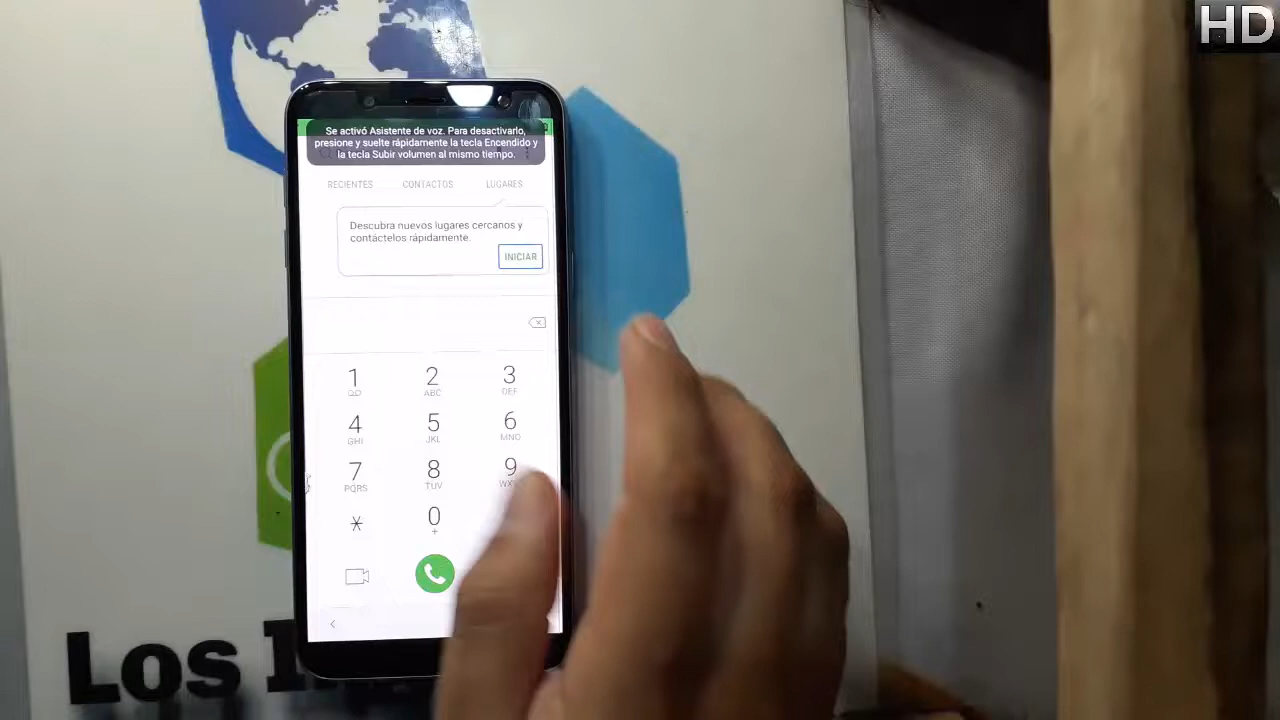 HD
Se activó Asistente de voz. Para desactivarlo,
presione y suelte rápidamente la tecla Encendido y
la tecla Subir volumen al mismo tiempo.
RECIENTES CONTACTOS LUGARES
Descubra nuevos lugares cercanos y
contáctelos rápidamente.
INICIAR
1 2 3
ABC DEF
4 5 6
GHI JKL MNO
7 8 9
PQRS TUV
* 0
+
Los